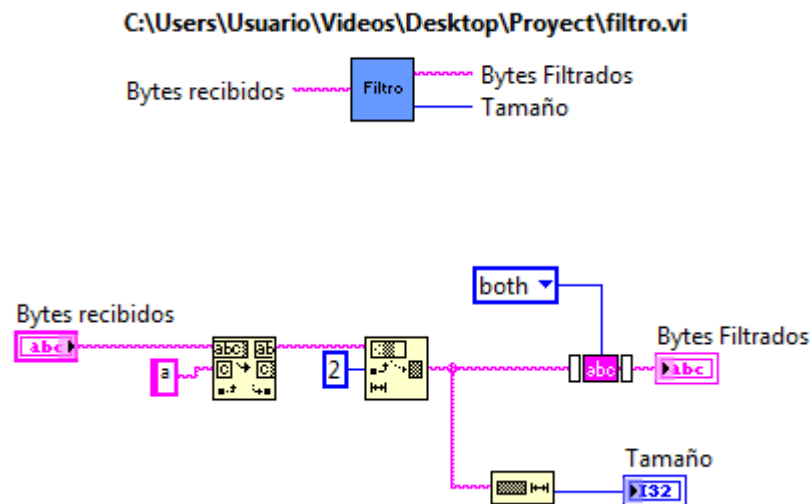 C:\Users\Usuario\Videos\Desktop\Proyect\filtro.vi
Bytes recibidos
Filtro
Bytes Filtrados
Tamaño
both
Bytes recibidos
abc
a
2
abc
Bytes Filtrados
abc
Tamaño
I32